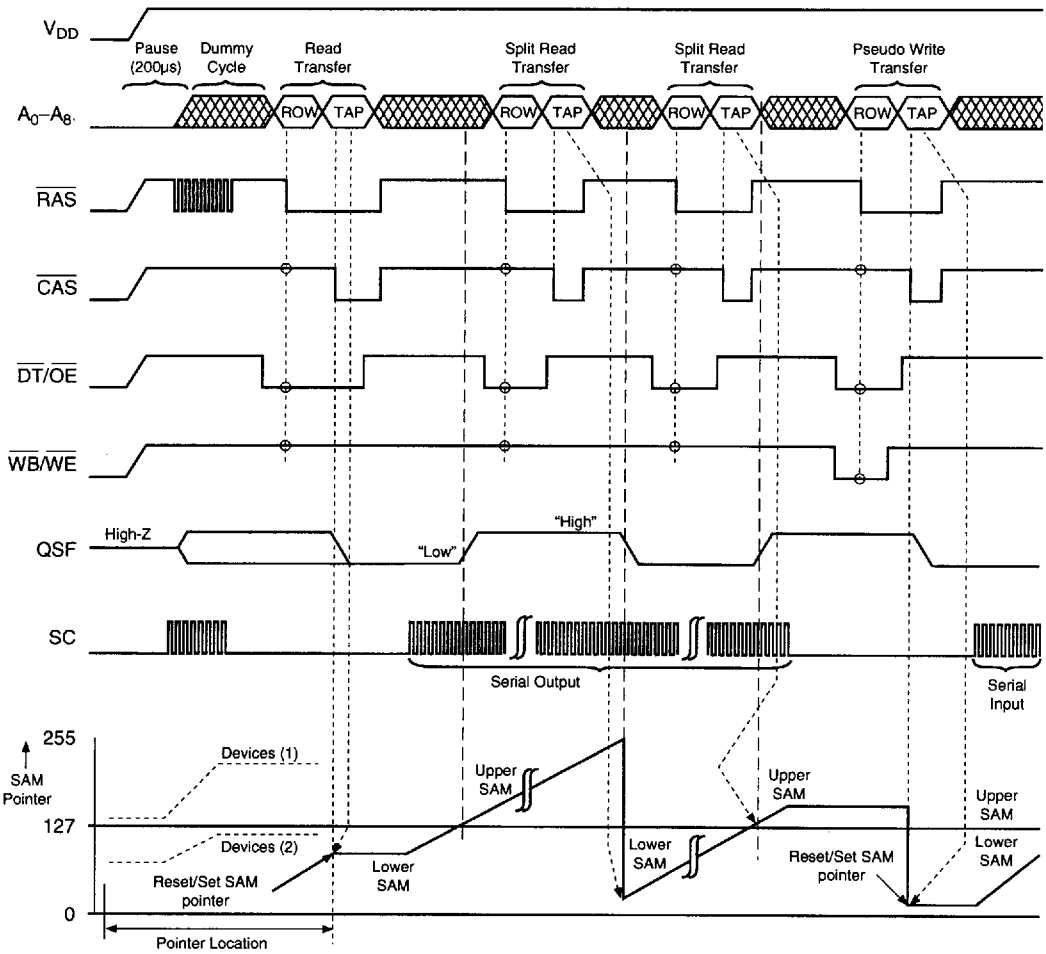 VDD
Pause (200µs)
Dummy Cycle
Read Transfer
Split Read Transfer
Split Read Transfer
Pseudo Write Transfer
A0–A8.
ROW TAP ROW TAP ROW TAP ROW TAP
RAS
CAS
DT/OE
WB/WE
QSF
High-Z
"Low"
"High"
SC
Serial Output
Serial Input
255
SAM Pointer
127
0
Devices (1)
Devices (2)
Reset/Set SAM pointer
Lower SAM
Upper SAM
Lower SAM
Upper SAM
Reset/Set SAM pointer
Upper SAM
Lower SAM
Pointer Location